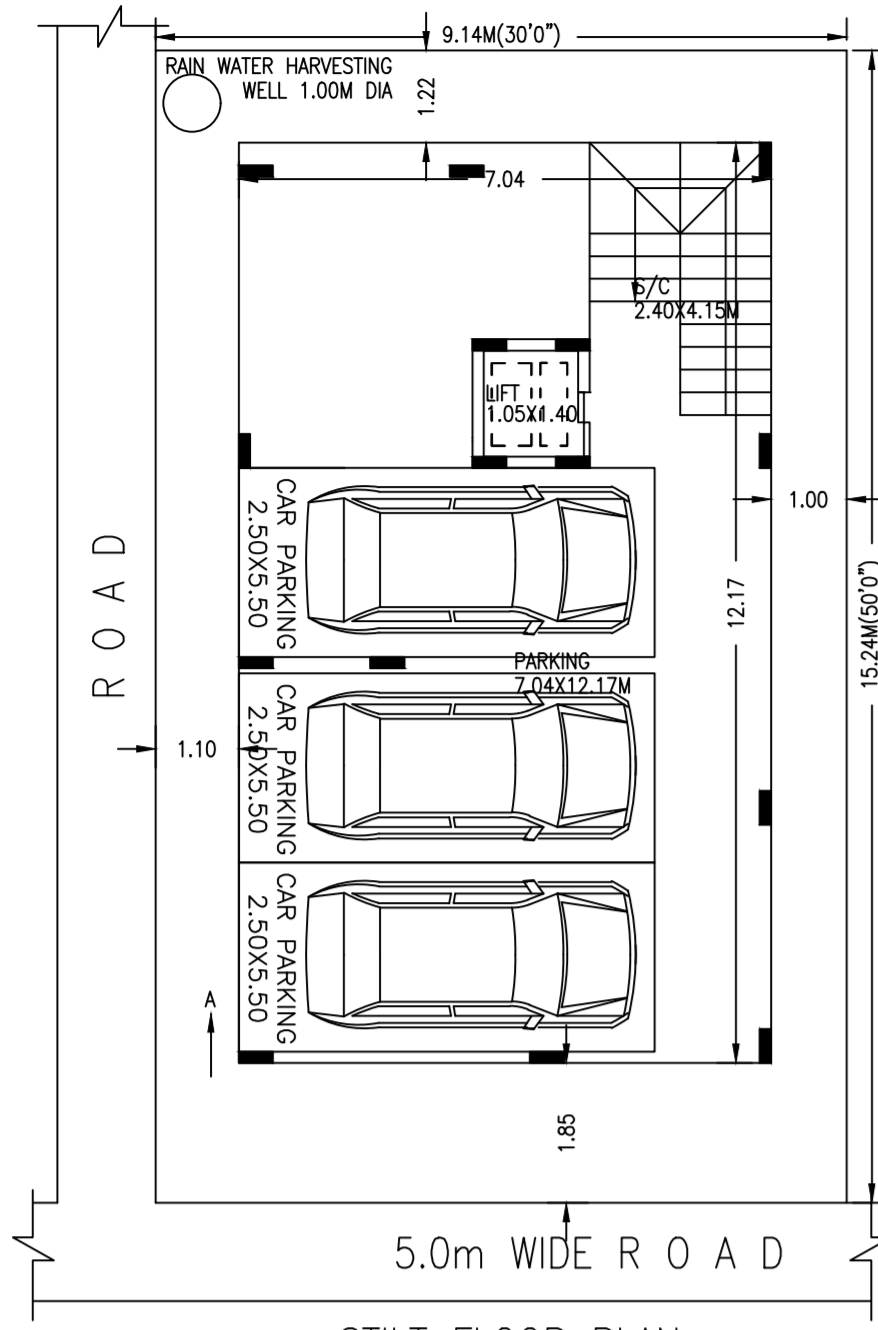 9.14M(30'0")
RAIN WATER HARVESTING
WELL 1.00M DIA
1.22
7.04
S/C
2.40X4.15M
LIFT
1.05X1.40
CAR PARKING
2.50X5.50
1.00
ROAD
12.17
15.24M(50'0")
PARKING
7.04X12.17M
CAR PARKING
2.50X5.50
1.10
CAR PARKING
2.50X5.50
A
1.85
5.0m WIDE ROAD
STILT FLOOR PLAN